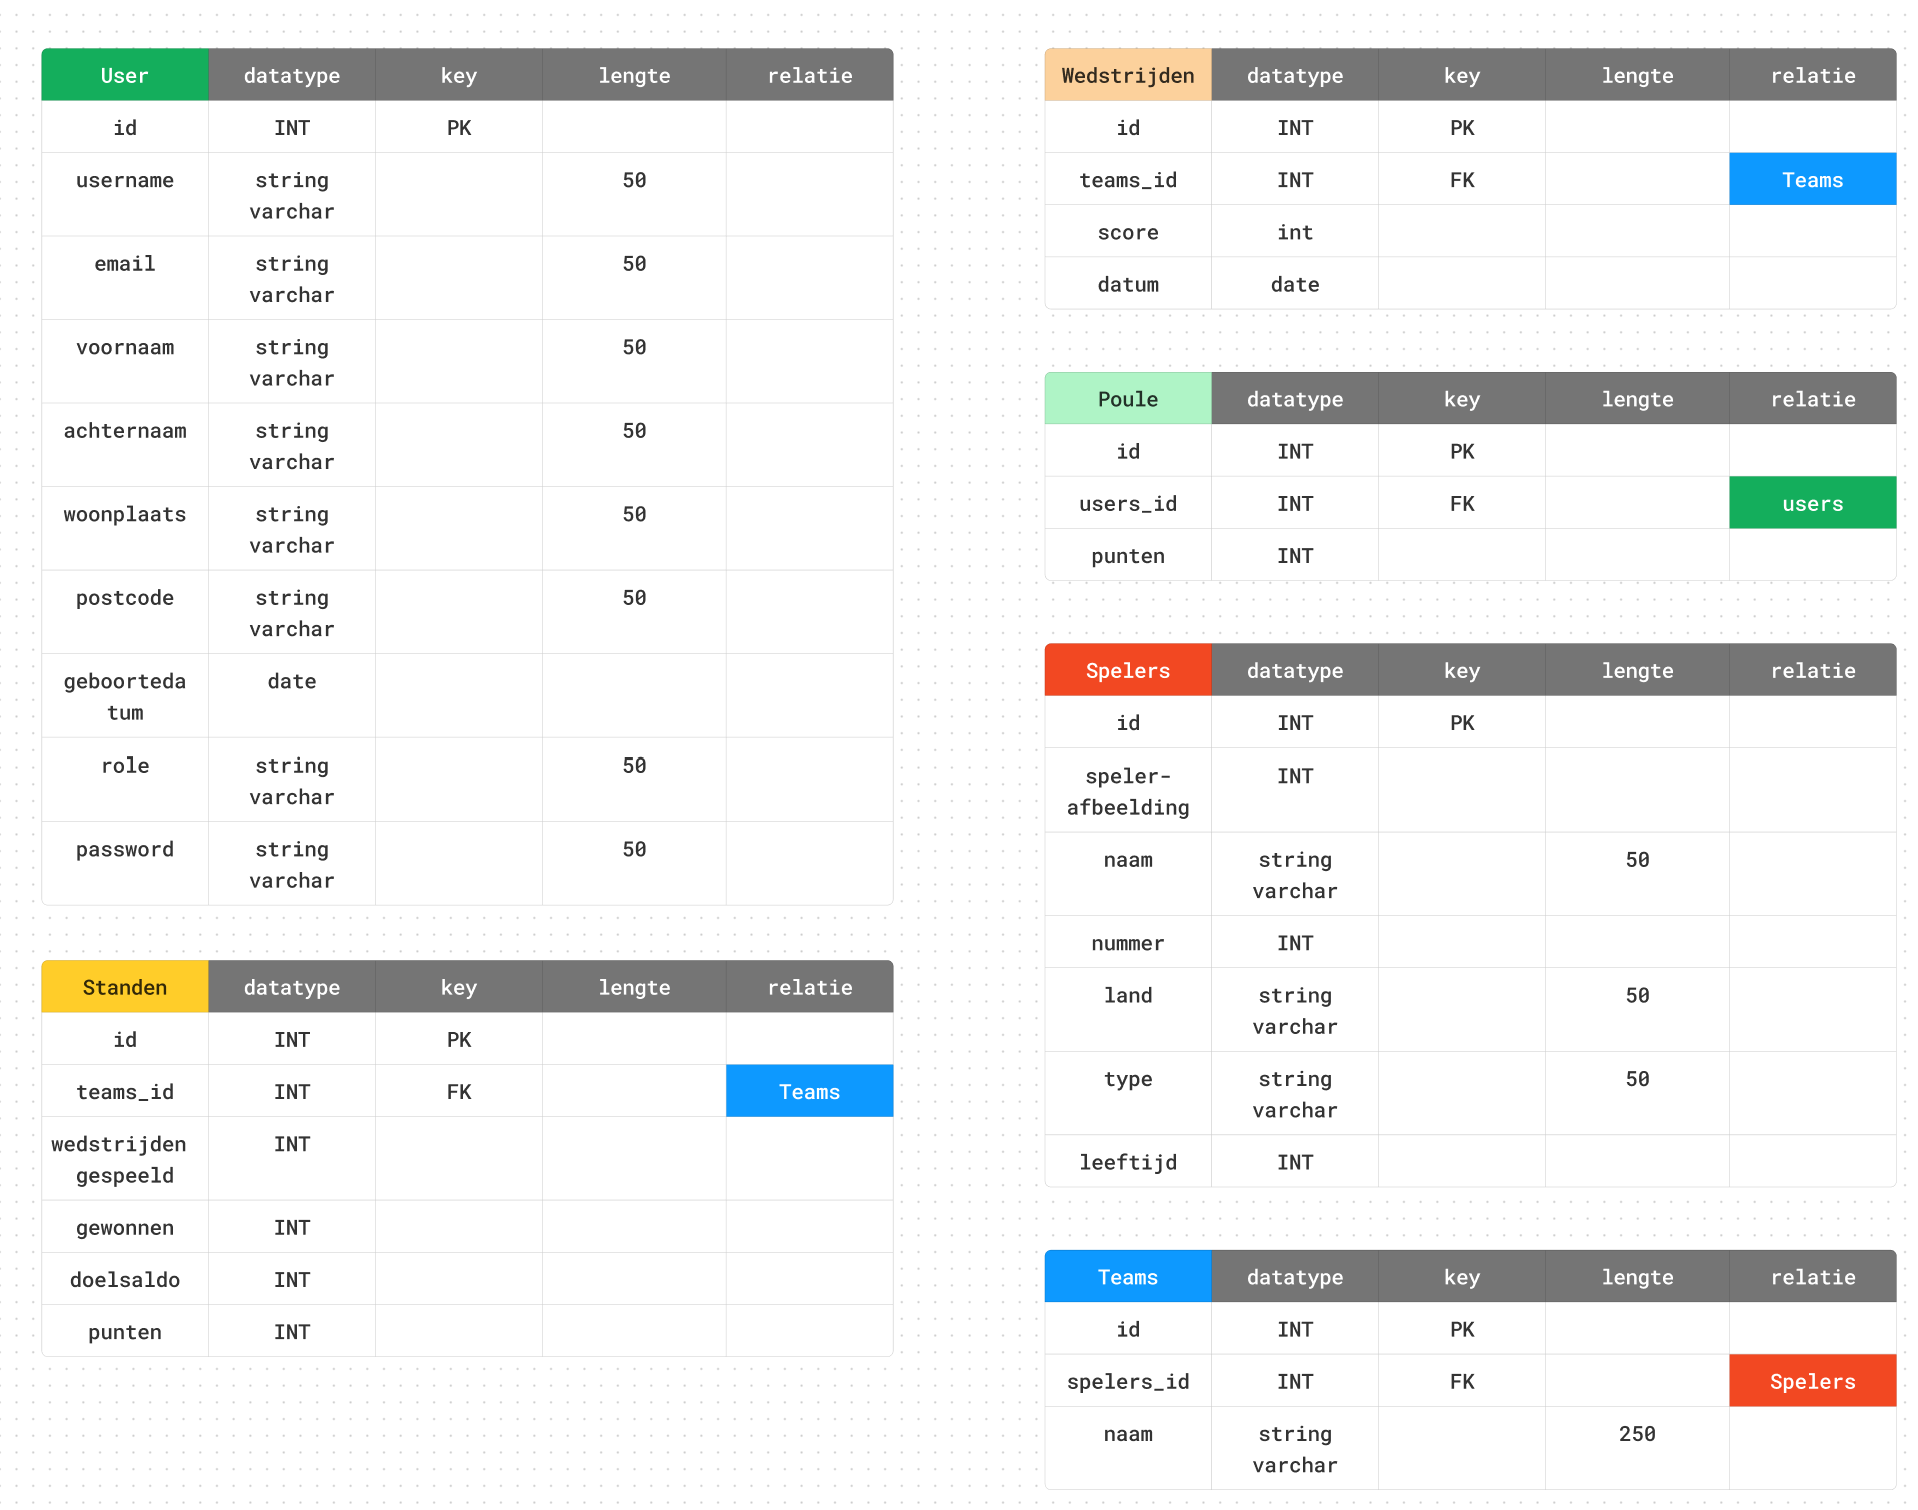 User datatype key lengte relatie
id INT PK
username string 50
varchar
email string 50
varchar
voornaam string 50
varchar
achternaam string 50
varchar
woonplaats string 50
varchar
postcode string 50
varchar
geboorteda date
tum
role string 50
varchar
password string 50
varchar
Standen datatype key lengte relatie
id INT PK
teams_id INT FK Teams
wedstrijden INT
gespeeld
gewonnen INT
doelsaldo INT
punten INT
Wedstrijden datatype key lengte relatie
id INT PK
teams_id INT FK Teams
score int
datum date
Poule datatype key lengte relatie
id INT PK
users_id INT FK users
punten INT
Spelers datatype key lengte relatie
id INT PK
speler- INT
afbeelding
naam string 50
varchar
nummer INT
land string 50
varchar
type string 50
varchar
leeftijd INT
Teams datatype key lengte relatie
id INT PK
spelers_id INT FK Spelers
naam string 250
varchar